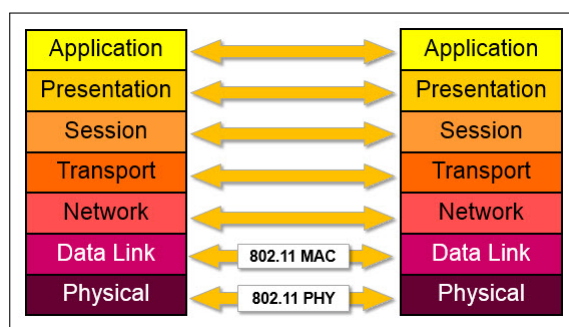 Application Application
Presentation Presentation
Session Session
Transport Transport
Network Network
Data Link 802.11 MAC Data Link
Physical 802.11 PHY Physical